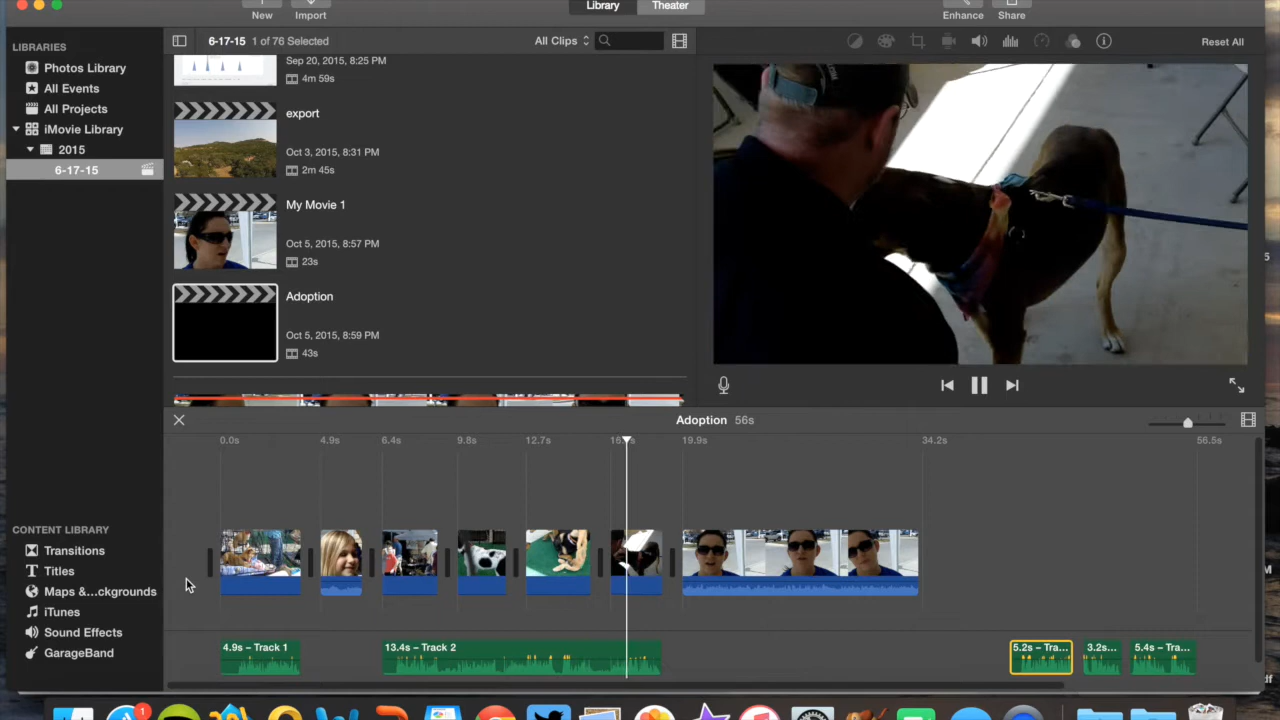 New
Import
Library
Theater
Enhance
Share
LIBRARIES
Photos Library
All Events
All Projects
iMovie Library
2015
6-17-15
6-17-15 1 of 76 Selected
All Clips
Reset All
Sep 20, 2015, 8:25 PM
4m 59s
export
Oct 3, 2015, 8:31 PM
2m 45s
My Movie 1
Oct 5, 2015, 8:57 PM
23s
Adoption
Oct 5, 2015, 8:59 PM
43s
Adoption 56s
0.0s 4.9s 6.4s 9.8s 12.7s 19.9s 34.2s 56.5s
CONTENT LIBRARY
Transitions
Titles
Maps &...ckgrounds
iTunes
Sound Effects
GarageBand
4.9s – Track 1
13.4s – Track 2
5.2s – Tra...
3.2s...
5.4s – Tra...
1